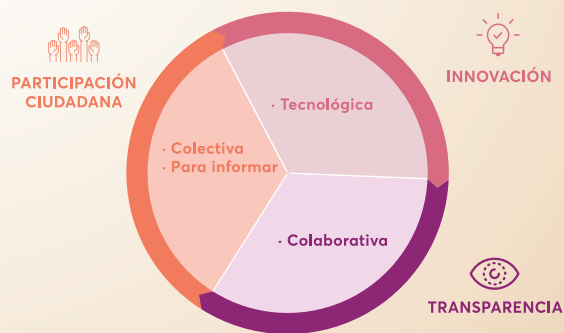 PARTICIPACIÓN
CIUDADANA
INNOVACIÓN
· Tecnológica
· Colectiva
· Para informar
· Colaborativa
TRANSPARENCIA